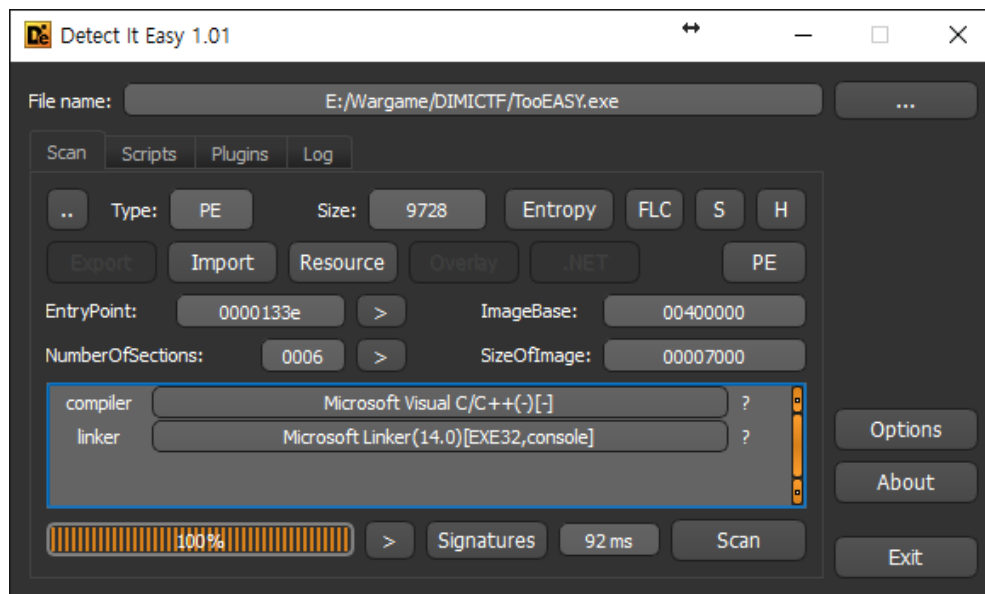 Detect It Easy 1.01
File name: E:/Wargame/DIMICTF/TooEASY.exe ...
Scan Scripts Plugins Log
.. Type: PE Size: 9728 Entropy FLC S H
Export Import Resource Overlay .NET PE
EntryPoint: 0000133e > ImageBase: 00400000
NumberOfSections: 0006 > SizeOfImage: 00007000
compiler Microsoft Visual C/C++(-)[-] ?
linker Microsoft Linker(14.0)[EXE32,console] ?
Options
About
100% > Signatures 92 ms Scan
Exit